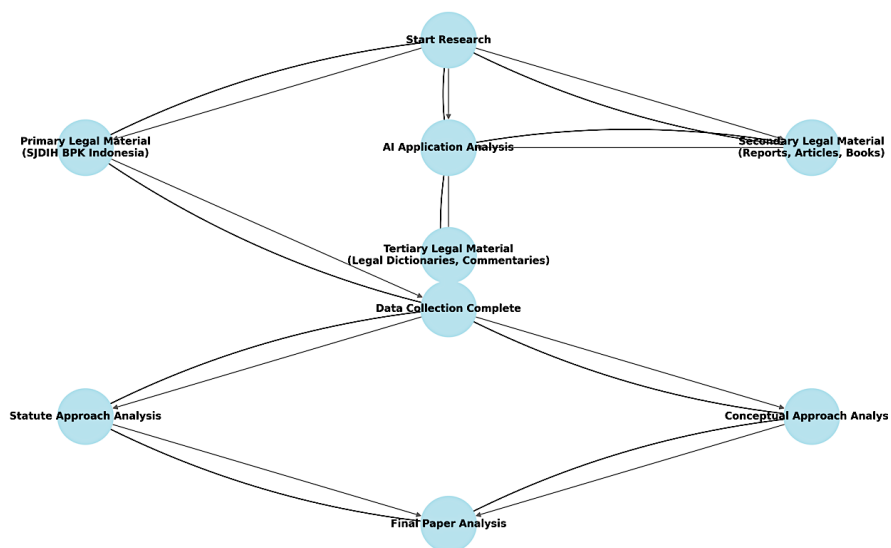 Start Research
Primary Legal Material
(SJDIH BPK Indonesia)
AI Application Analysis
Secondary Legal Material
(Reports, Articles, Books)
Tertiary Legal Material
(Legal Dictionaries, Commentaries)
Data Collection Complete
Statute Approach Analysis
Conceptual Approach Analys
Final Paper Analysis